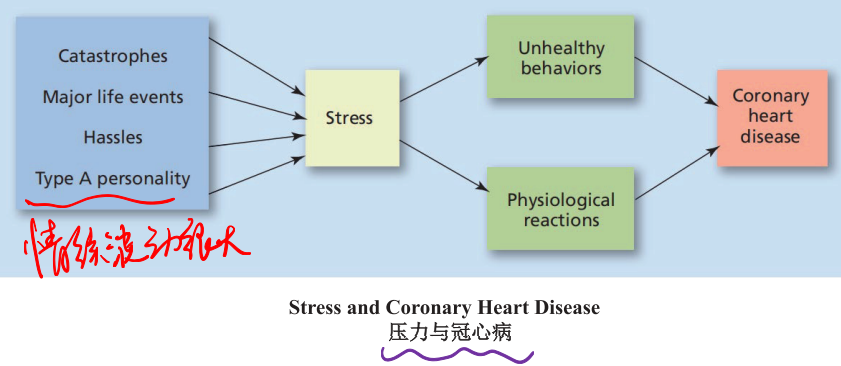 Catastrophes
Major life events
Hassles
Type A personality
情绪波动很大
Stress
Unhealthy
behaviors
Physiological
reactions
Coronary
heart
disease
Stress and Coronary Heart Disease
压力与冠心病